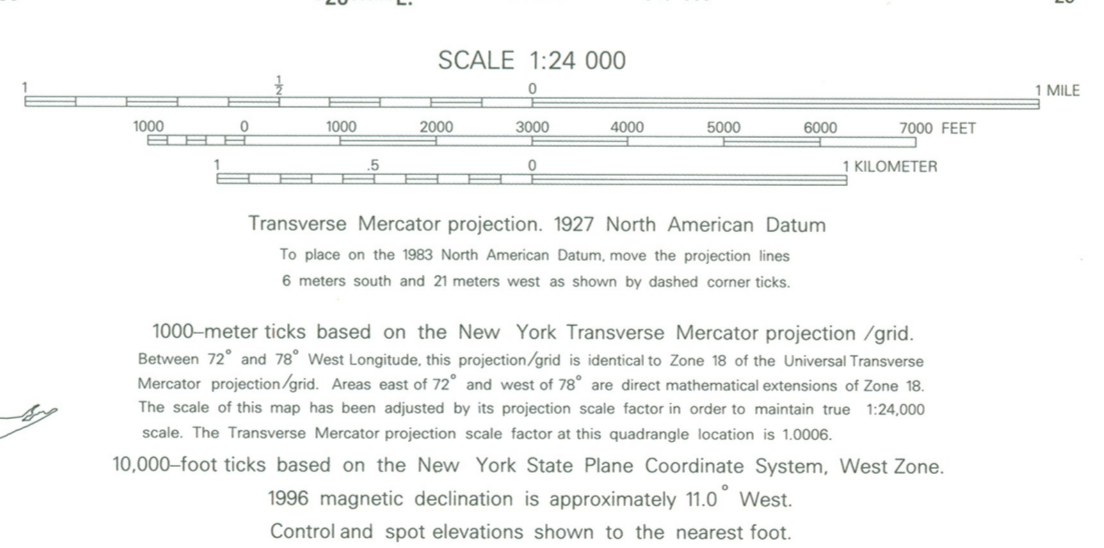 SCALE 1:24 000
1 ½ 0 1 MILE
1000 0 1000 2000 3000 4000 5000 6000 7000 FEET
1 .5 0 1 KILOMETER
Transverse Mercator projection. 1927 North American Datum
To place on the 1983 North American Datum, move the projection lines
6 meters south and 21 meters west as shown by dashed corner ticks.
1000–meter ticks based on the New York Transverse Mercator projection /grid.
Between 72° and 78° West Longitude, this projection/grid is identical to Zone 18 of the Universal Transverse
Mercator projection/grid. Areas east of 72° and west of 78° are direct mathematical extensions of Zone 18.
The scale of this map has been adjusted by its projection scale factor in order to maintain true 1:24,000
scale. The Transverse Mercator projection scale factor at this quadrangle location is 1.0006.
10,000–foot ticks based on the New York State Plane Coordinate System, West Zone.
1996 magnetic declination is approximately 11.0° West.
Control and spot elevations shown to the nearest foot.